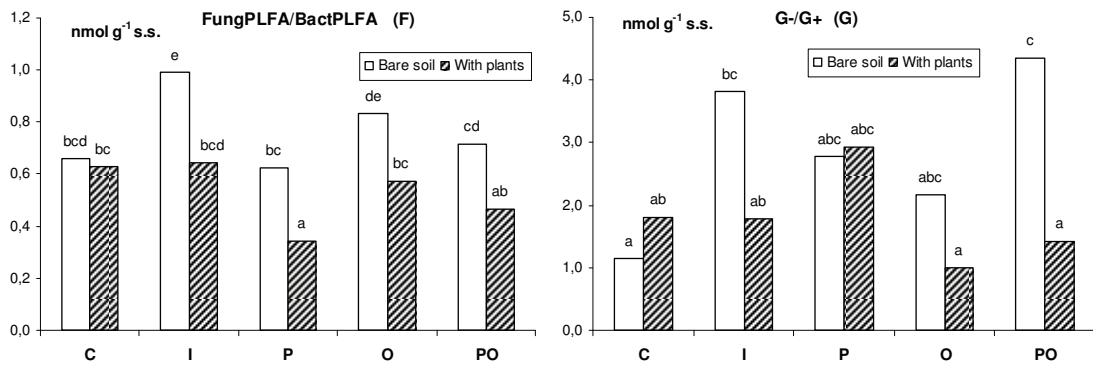 FungPLFA/BactPLFA (F)
nmol g⁻¹ s.s.
Bare soil With plants
1,2
1,0
0,8
0,6
0,4
0,2
0,0
bcd bc e bcd bc a de bc cd ab
C I P O PO
G-/G+ (G)
nmol g⁻¹ s.s.
Bare soil With plants
5,0
4,0
3,0
2,0
1,0
0,0
a ab bc ab abc abc abc a c a
C I P O PO